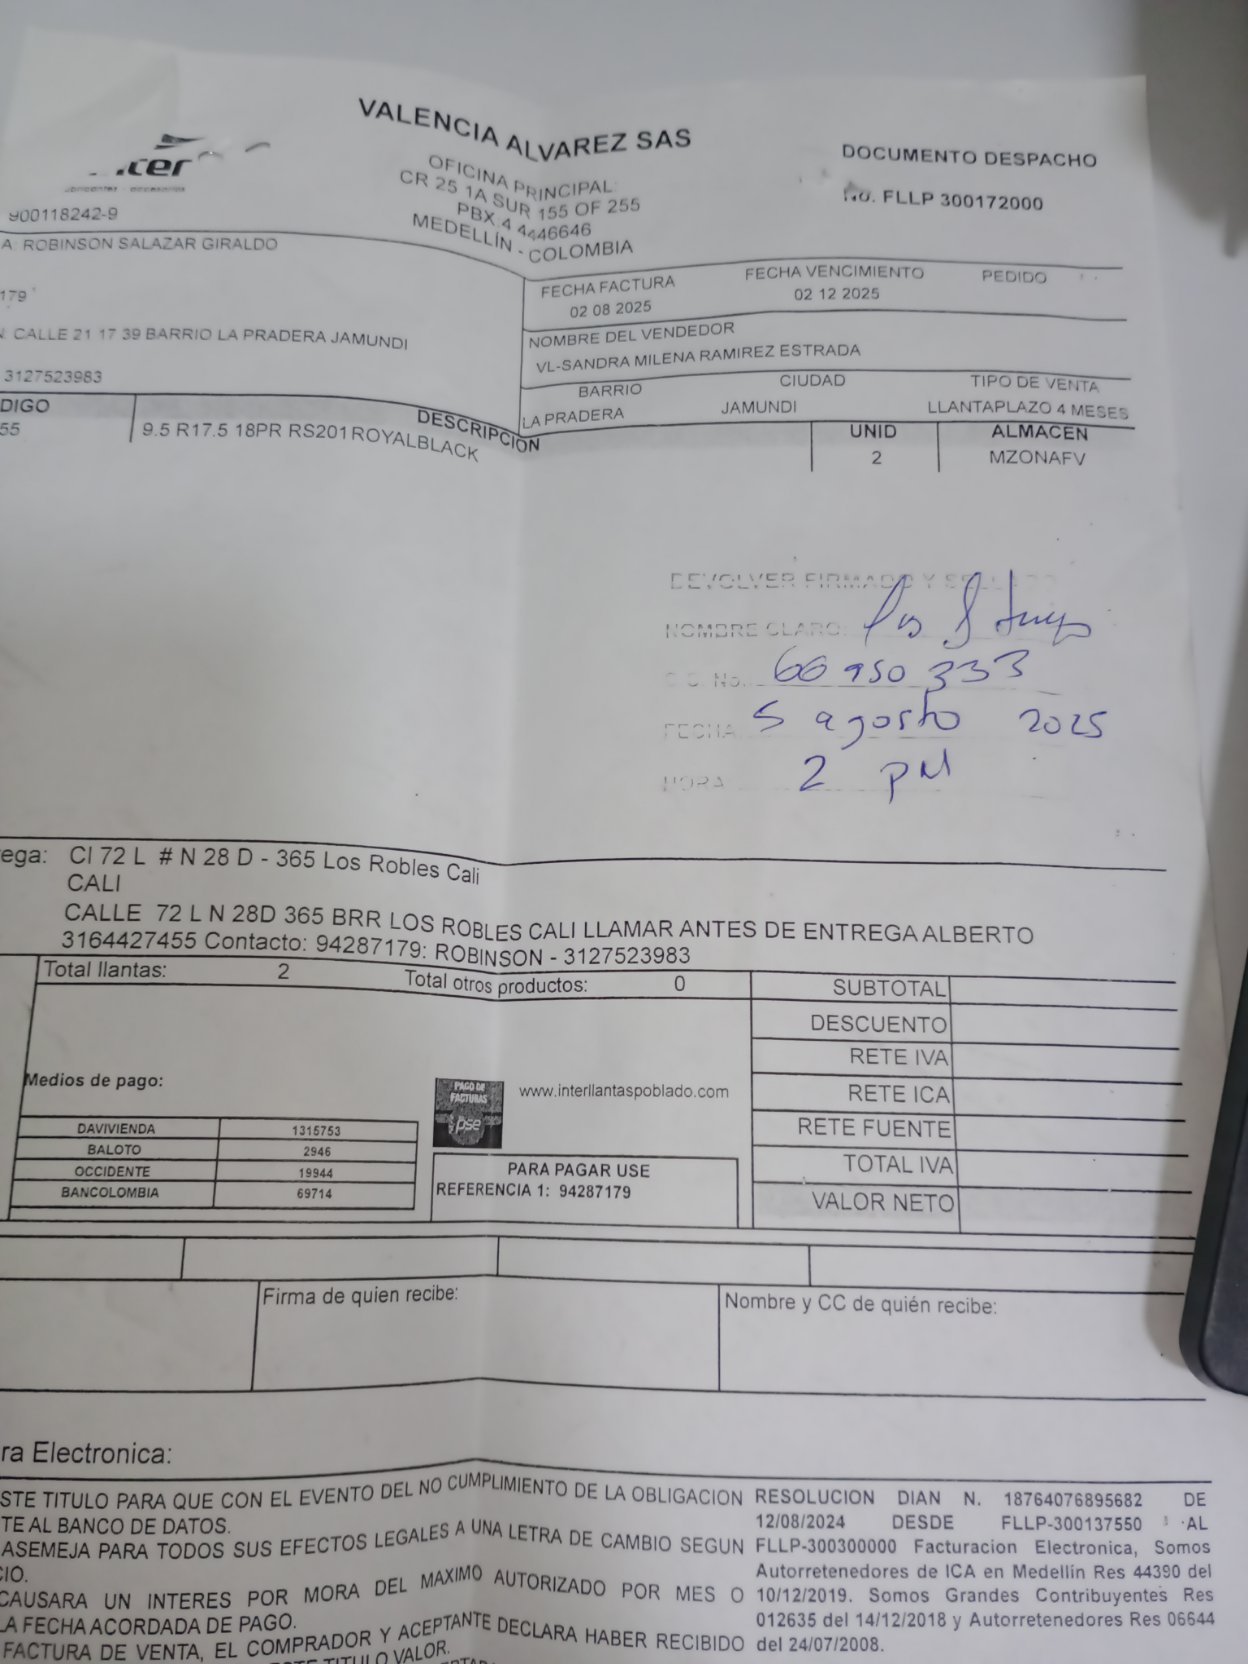 VALENCIA ALVAREZ SAS
OFICINA PRINCIPAL:
CR 25 1A SUR 155 OF 255
PBX 4 4446646
MEDELLÍN - COLOMBIA
DOCUMENTO DESPACHO
No. FLLP 300172000
900118242-9
A: ROBINSON SALAZAR GIRALDO
179
CALLE 21 17 39 BARRIO LA PRADERA JAMUNDI
3127523983
FECHA FACTURA FECHA VENCIMIENTO PEDIDO
02 08 2025 02 12 2025
NOMBRE DEL VENDEDOR
VL-SANDRA MILENA RAMIREZ ESTRADA
BARRIO CIUDAD TIPO DE VENTA
LA PRADERA JAMUNDI LLANTAPLAZO 4 MESES
DIGO DESCRIPCION UNID ALMACEN
55 9.5 R17.5 18PR RS201ROYALBLACK 2 MZONAFV
DEVOLVER FIRMADO Y
NOMBRE CLARO:
C.C. No. 66 950 333
FECHA 5 agosto 2025
HORA 2 PM
ega: Cl 72 L # N 28 D - 365 Los Robles Cali
CALI
CALLE 72 L N 28D 365 BRR LOS ROBLES CALI LLAMAR ANTES DE ENTREGA ALBERTO
3164427455 Contacto: 94287179: ROBINSON - 3127523983
Total llantas: 2 Total otros productos: 0
SUBTOTAL
DESCUENTO
RETE IVA
RETE ICA
RETE FUENTE
TOTAL IVA
VALOR NETO
Medios de pago:
DAVIVIENDA 1315753
BALOTO 2946
OCCIDENTE 19944
BANCOLOMBIA 69714
PAGO DE
FACTURAS
pse
www.interllantaspoblado.com
PARA PAGAR USE
REFERENCIA 1: 94287179
Firma de quien recibe:
Nombre y CC de quién recibe:
ra Electronica:
STE TITULO PARA QUE CON EL EVENTO DEL NO CUMPLIMIENTO DE LA OBLIGACION
TE AL BANCO DE DATOS.
ASEMEJA PARA TODOS SUS EFECTOS LEGALES A UNA LETRA DE CAMBIO SEGUN
CIO.
CAUSARA UN INTERES POR MORA DEL MAXIMO AUTORIZADO POR MES O
LA FECHA ACORDADA DE PAGO.
FACTURA DE VENTA, EL COMPRADOR Y ACEPTANTE DECLARA HABER RECIBIDO
ESTE TITULO VALOR.
RESOLUCION DIAN N. 18764076895682 DE
12/08/2024 DESDE FLLP-300137550 AL
FLLP-300300000 Facturacion Electronica, Somos
Autorretenedores de ICA en Medellin Res 44390 del
10/12/2019. Somos Grandes Contribuyentes Res
012635 del 14/12/2018 y Autorretenedores Res 06644
del 24/07/2008.